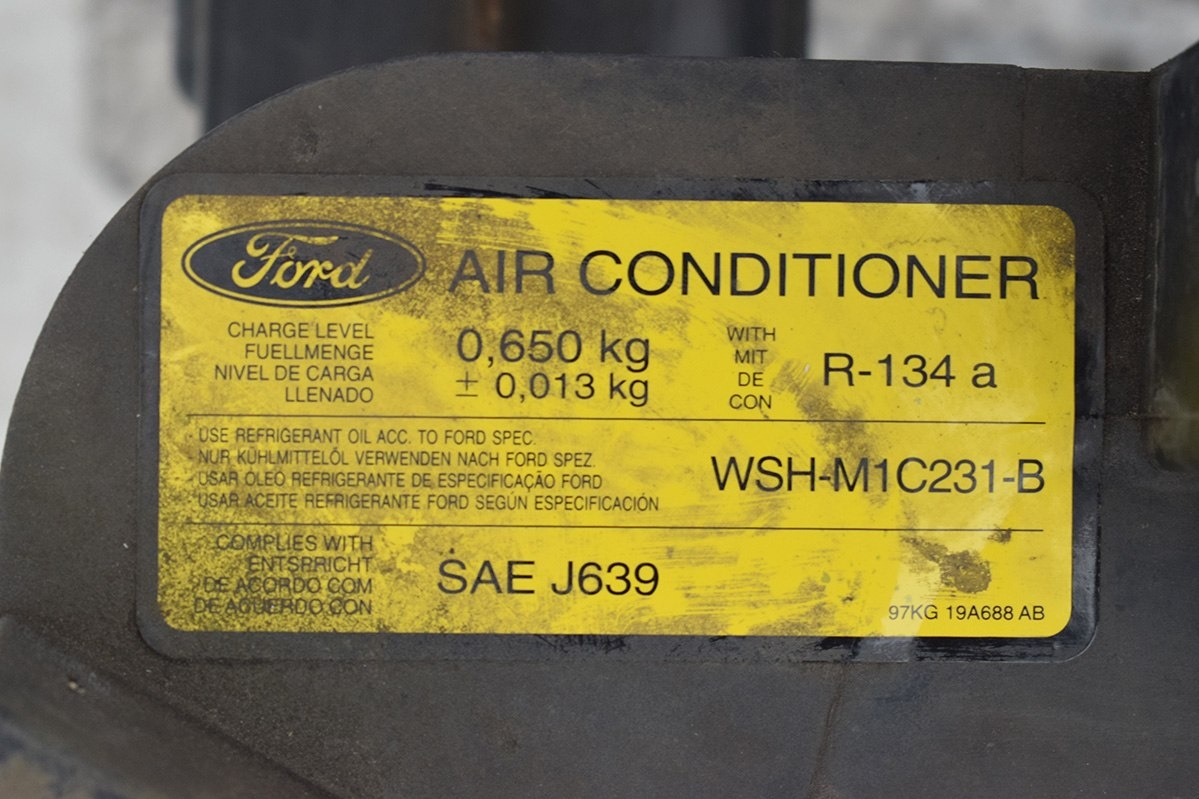 Ford AIR CONDITIONER
CHARGE LEVEL
FUELLMENGE
NIVEL DE CARGA
LLENADO
0,650 kg
± 0,013 kg
WITH
MIT
DE
CON
R-134 a
USE REFRIGERANT OIL ACC. TO FORD SPEC.
NUR KÜHLMITTELÖL VERWENDEN NACH FORD SPEZ.
USAR OLEO REFRIGERANTE DE ESPECIFICAÇAO FORD
USAR ACEITE REFRIGERANTE FORD SEGÚN ESPECIFICACIÓN
WSH-M1C231-B
COMPLIES WITH
ENTSPRICHT
DE ACORDO COM
DE ACUERDO CON
SAE J639
97KG 19A688 AB